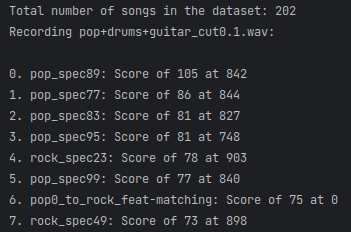 Total number of songs in the dataset: 202
Recording pop+drums+guitar_cut0.1.wav:
0. pop_spec89: Score of 105 at 842
1. pop_spec77: Score of 86 at 844
2. pop_spec83: Score of 81 at 827
3. pop_spec95: Score of 81 at 748
4. rock_spec23: Score of 78 at 903
5. pop_spec99: Score of 77 at 840
6. pop0_to_rock_feat-matching: Score of 75 at 0
7. rock_spec49: Score of 73 at 898